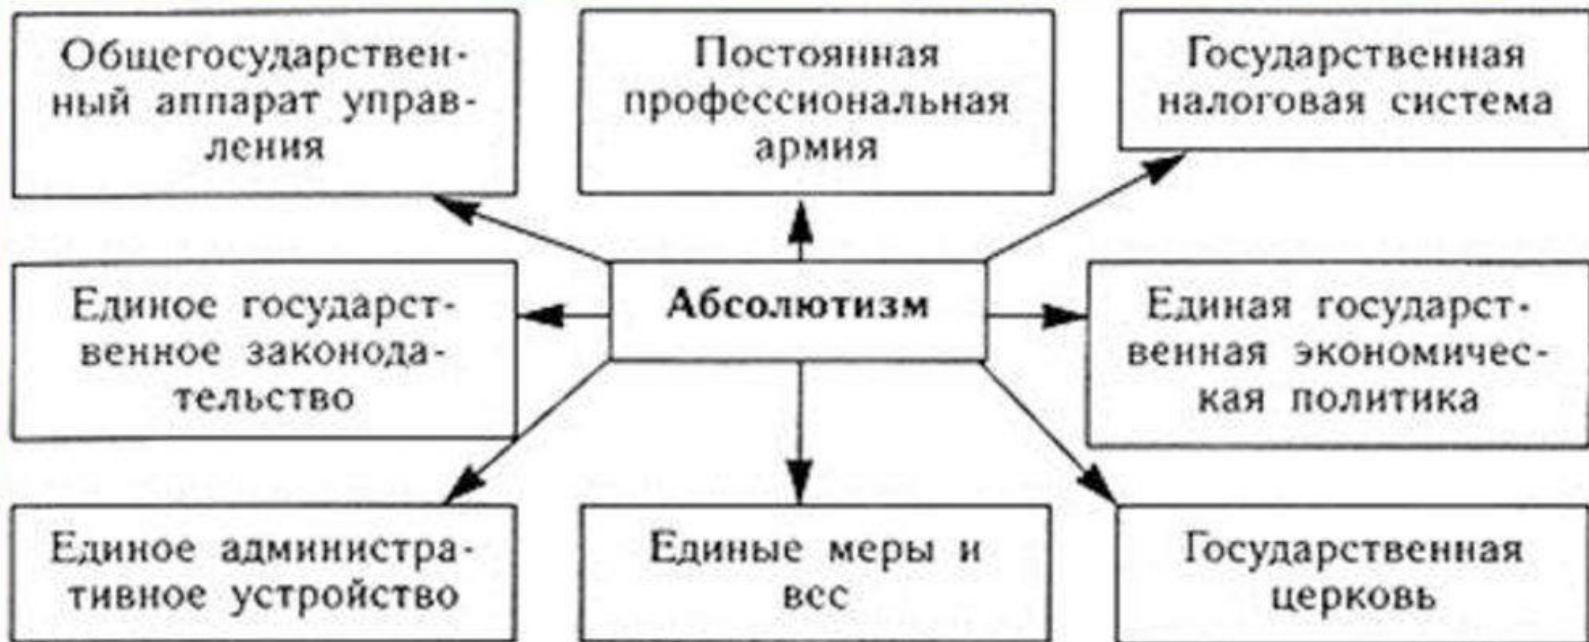 Общегосударствен-
ный аппарат управ-
ления
Постоянная
профессиональная
армия
Государственная
налоговая система
Единое государст-
венное законода-
тельство
Абсолютизм
Единая государст-
венная экономичес-
кая политика
Единое администра-
тивное устройство
Единые меры и
вес
Государственная
церковь